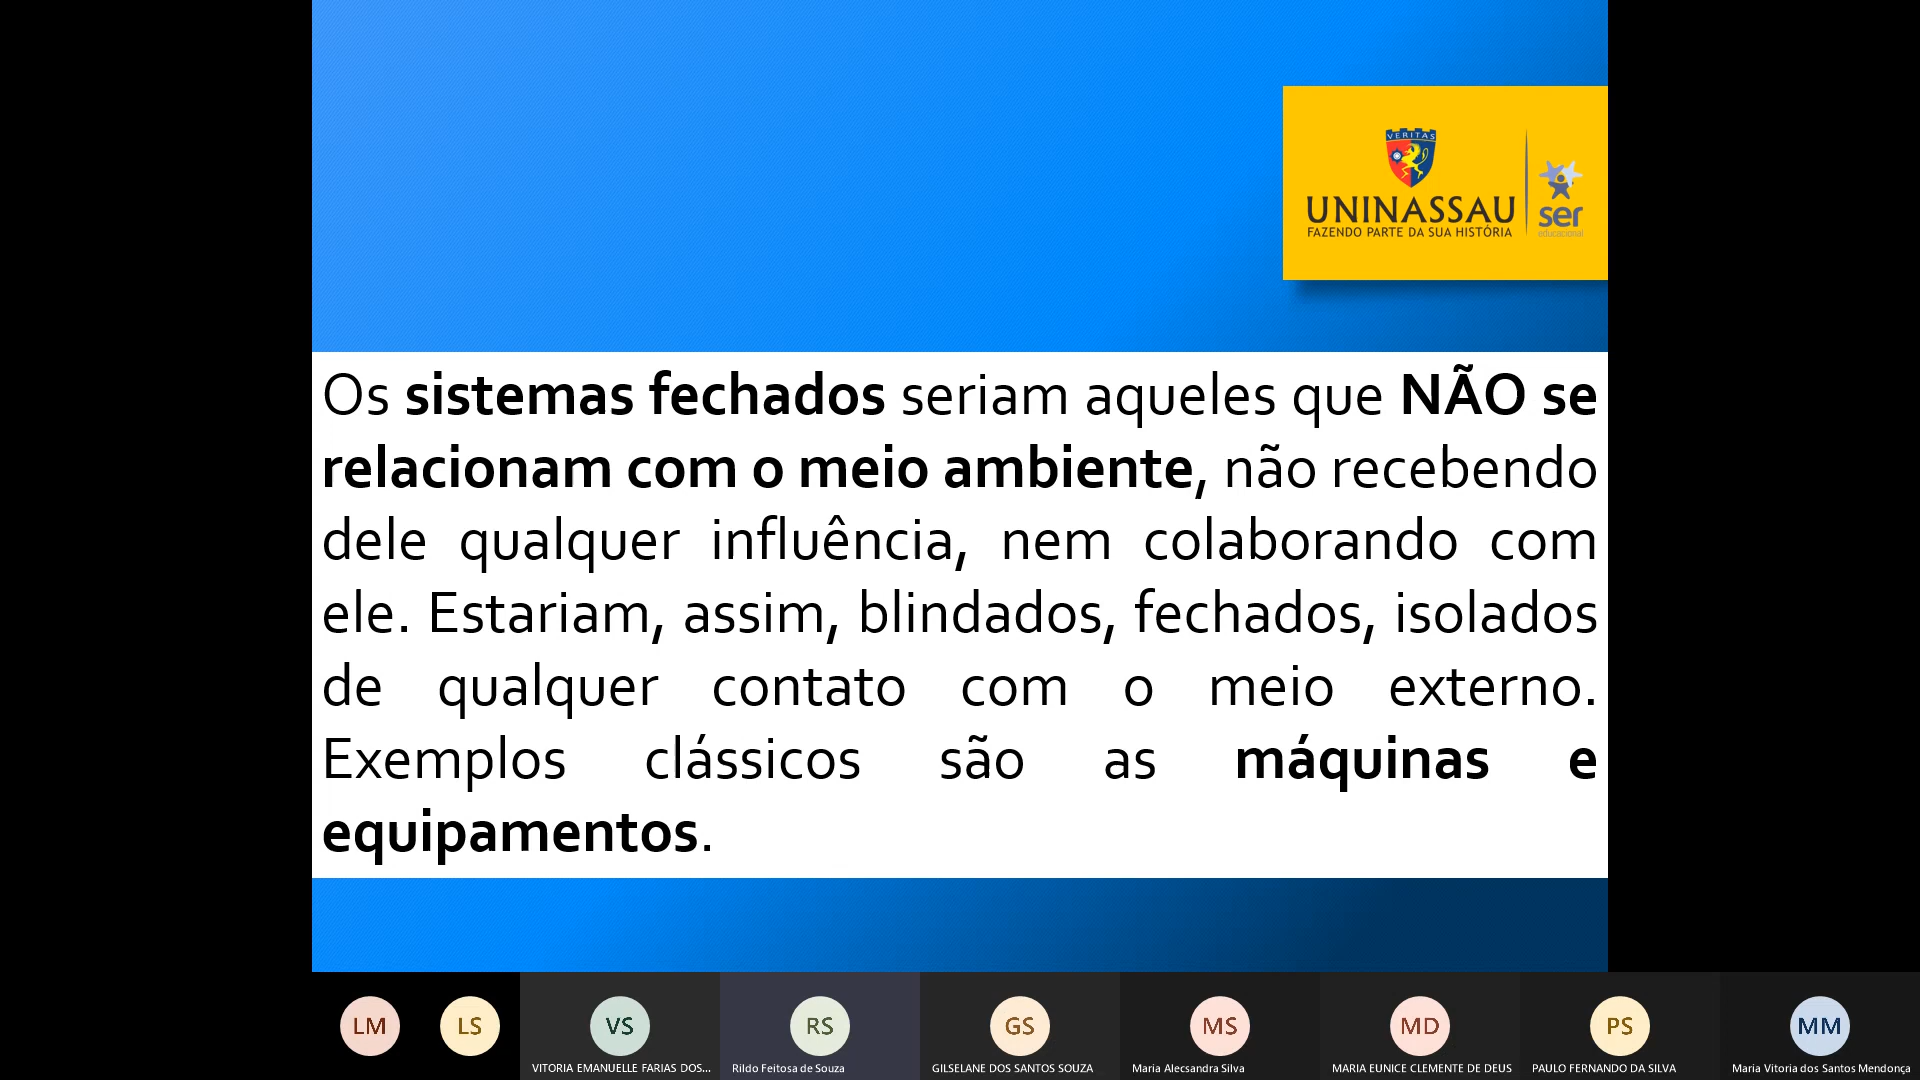 VERITAS
UNINASSAU
FAZENDO PARTE DA SUA HISTÓRIA
ser
educacional
Os sistemas fechados seriam aqueles que NÃO se
relacionam com o meio ambiente, não recebendo
dele qualquer influência, nem colaborando com
ele. Estariam, assim, blindados, fechados, isolados
de qualquer contato com o meio externo.
Exemplos clássicos são as máquinas e
equipamentos.
LM
LS
VS
RS
GS
MS
MD
PS
MM
VITORIA EMANUELLE FARIAS DOS...
Rildo Feitosa de Souza
GILSELANE DOS SANTOS SOUZA
Maria Alecsandra Silva
MARIA EUNICE CLEMENTE DE DEUS
PAULO FERNANDO DA SILVA
Maria Vitoria dos Santos Mendonça